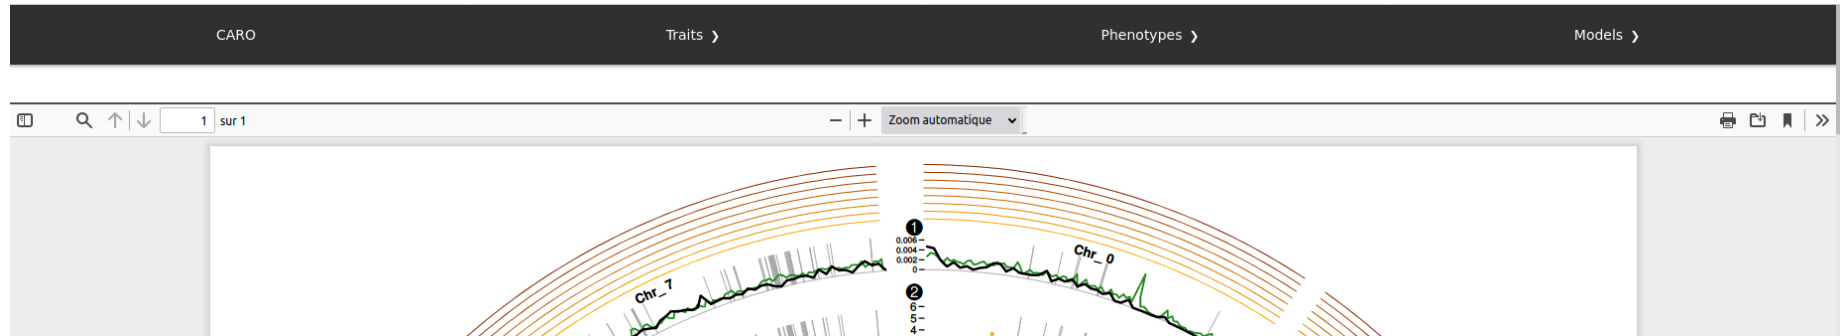 CARO Traits ❯ Phenotypes ❯ Models ❯
1 sur 1 Zoom automatique
1
0.006
0.004
0.002
0
Chr_0
Chr_7
2
6
5
4